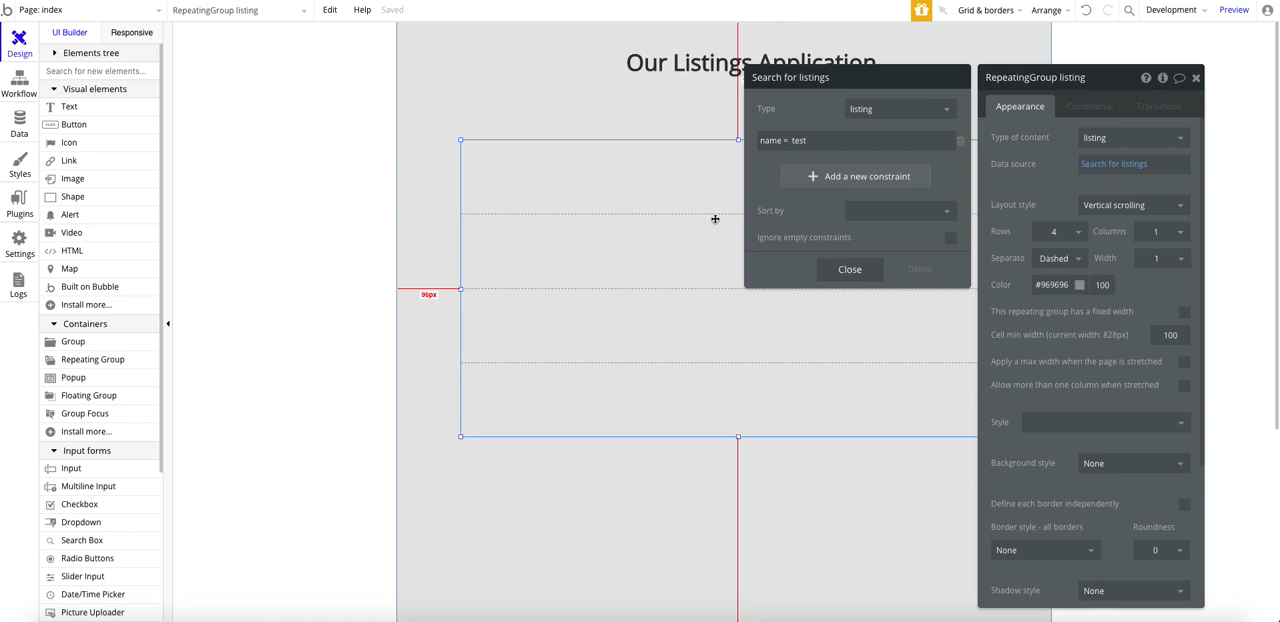 Page: index
RepeatingGroup listing
Edit
Help
Saved
Grid & borders
Arrange
Development
Preview
Design
Workflow
Data
Styles
Plugins
Settings
Logs
UI Builder
Responsive
Elements tree
Search for new elements...
Visual elements
Text
Button
Icon
Link
Image
Shape
Alert
Video
HTML
Map
Built on Bubble
Install more...
Containers
Group
Repeating Group
Popup
Floating Group
Group Focus
Install more...
Input forms
Input
Multiline Input
Checkbox
Dropdown
Search Box
Radio Buttons
Slider Input
Date/Time Picker
Picture Uploader
Our Listings Application
96px
Search for listings
Type
listing
name = test
Add a new constraint
Sort by
Ignore empty constraints
Close
Delete
RepeatingGroup listing
Appearance
Conditional
Transitions
Type of content
listing
Data source
Search for listings
Layout style
Vertical scrolling
Rows
4
Columns
1
Separato
Dashed
Width
1
Color
#969696
100
This repeating group has a fixed width
Cell min width (current width: 828px)
100
Apply a max width when the page is stretched
Allow more than one column when stretched
Style
Background style
None
Define each border independently
Border style - all borders
Roundness
None
0
Shadow style
None